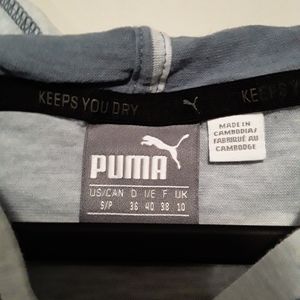 KEEPS YOU DRY
KEEPS Y
PUMA
US/CAN D I/E F UK
S/P 36 40 38 10
MADE IN
CAMBODIA/
FABRIQUÉ AU
CAMBODGE